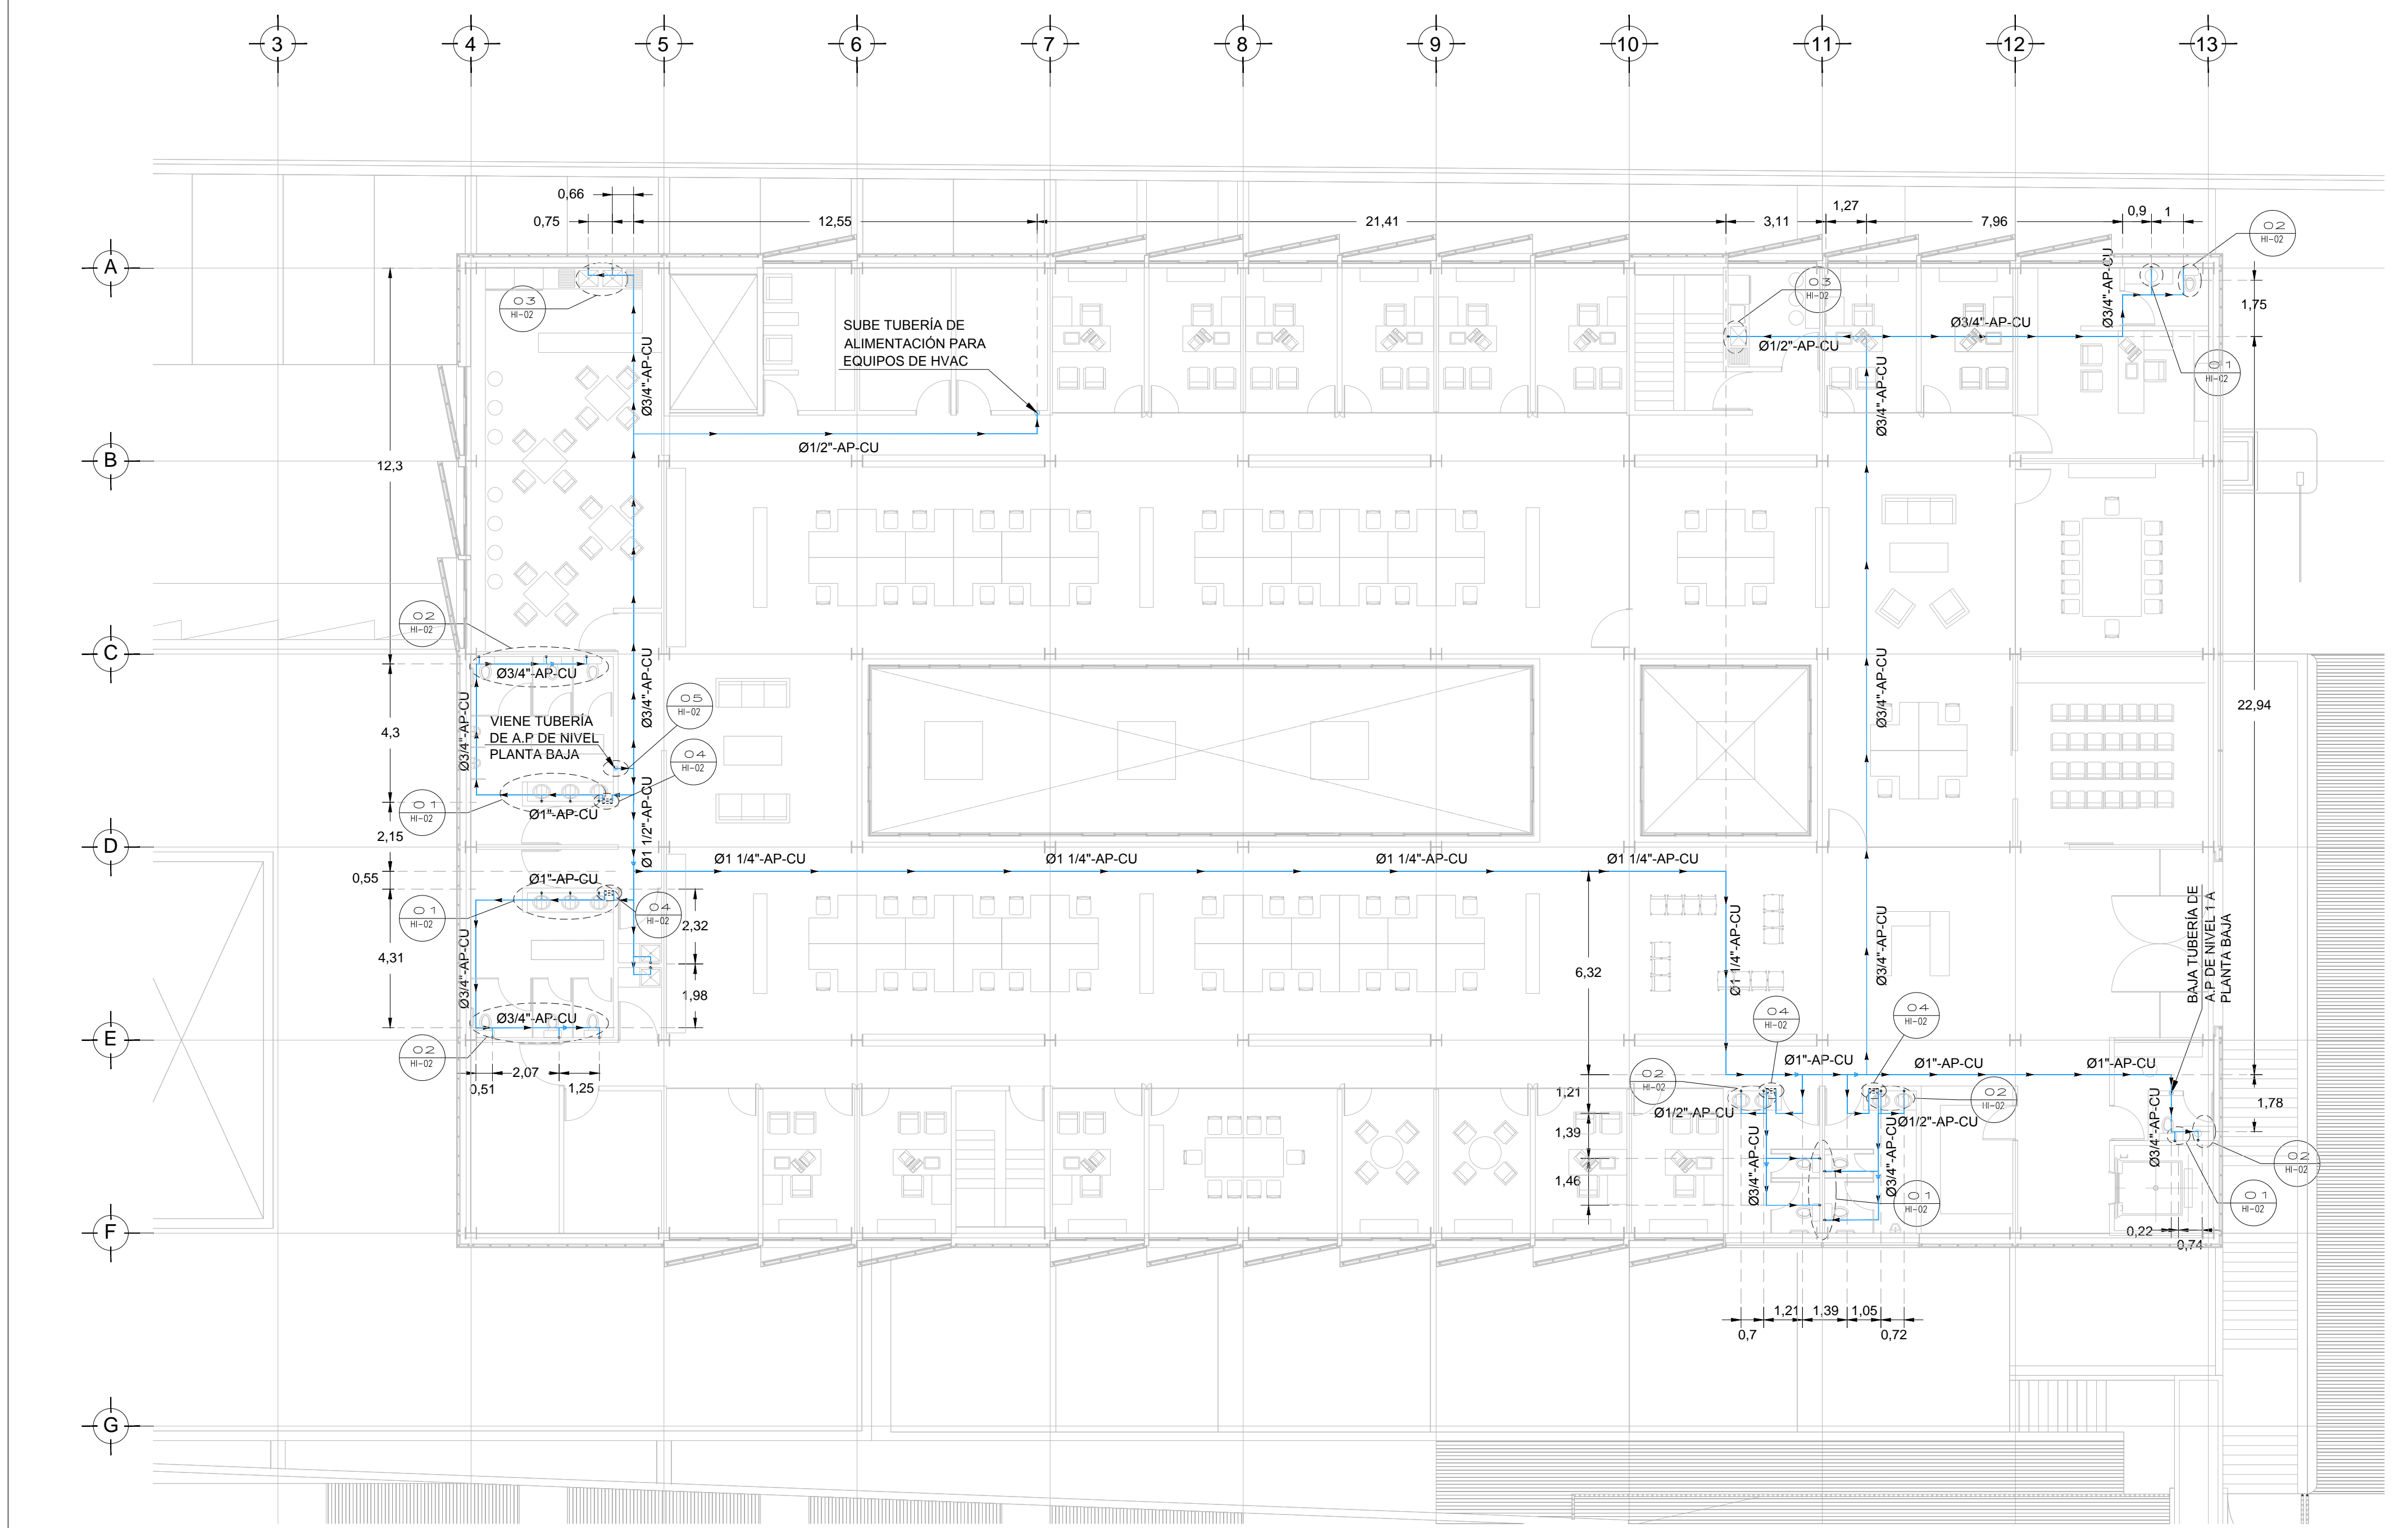 3 4 5 6 7 8 9 10 11 12 13
0,66
0,75 12,55 21,41 3,11 1,27 7,96 0,9 1
02
HI-02
A
03
HI-02
03
HI-02
Ø3/4"-AP-CU
1,75
SUBE TUBERÍA DE
ALIMENTACIÓN PARA
EQUIPOS DE HVAC
Ø3/4"-AP-CU
Ø1/2"-AP-CU
Ø3/4"-AP-CU
Ø3/4"-AP-CU
01
HI-02
Ø1/2"-AP-CU
B
12,3
02
HI-02
C
Ø3/4"-AP-CU
Ø3/4"-AP-CU
Ø3/4"-AP-CU
Ø3/4"-AP-CU
05
HI-02
22,94
VIENE TUBERÍA
DE A.P DE NIVEL
PLANTA BAJA
4,3
04
HI-02
01
HI-02
Ø1"-AP-CU
Ø1 1/2"-AP-CU
2,15
D
Ø1 1/4"-AP-CU Ø1 1/4"-AP-CU Ø1 1/4"-AP-CU Ø1 1/4"-AP-CU
0,55
Ø1"-AP-CU
01
HI-02
04
HI-02
2,32
4,31
Ø3/4"-AP-CU
6,32
Ø1 1/4"-AP-CU
Ø3/4"-AP-CU
BAJA TUBERÍA DE
A.P DE NIVEL 1 A
PLANTA BAJA
1,98
Ø3/4"-AP-CU
04
HI-02
04
HI-02
E
02
HI-02
Ø1"-AP-CU Ø1"-AP-CU Ø1"-AP-CU
0,51 2,07 1,25
02
HI-02
1,21
Ø1/2"-AP-CU
02
HI-02
Ø1/2"-AP-CU
1,78
1,39
Ø3/4"-AP-CU
Ø3/4"-AP-CU
Ø3/4"-AP-CU
02
HI-02
1,46
01
HI-02
01
HI-02
F
0,22
0,74
1,21 1,39 1,05
0,7 0,72
G